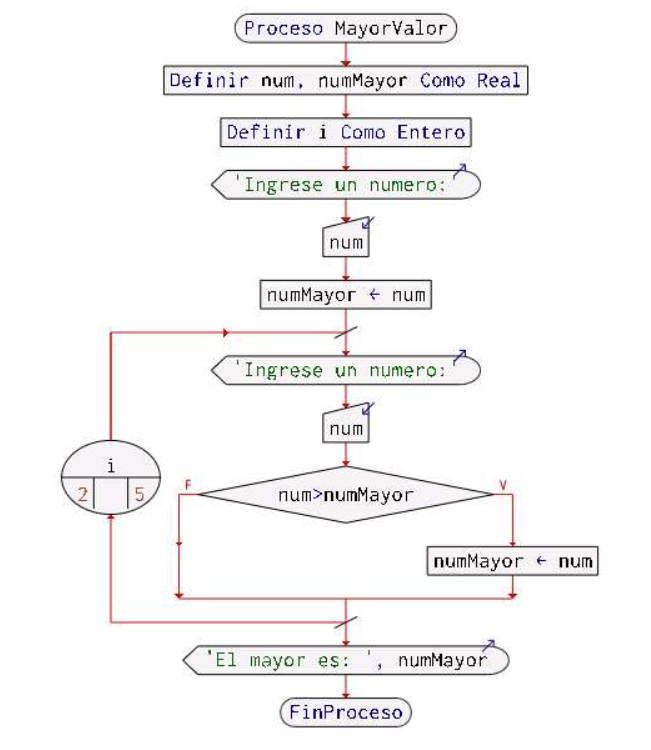 Proceso MayorValor
Definir num, numMayor Como Real
Definir i Como Entero
'Ingrese un numero: '
num
numMayor ← num
'Ingrese un numero: '
num
i
2 5
F
num>numMayor
V
numMayor ← num
'El mayor es: ', numMayor
FinProceso